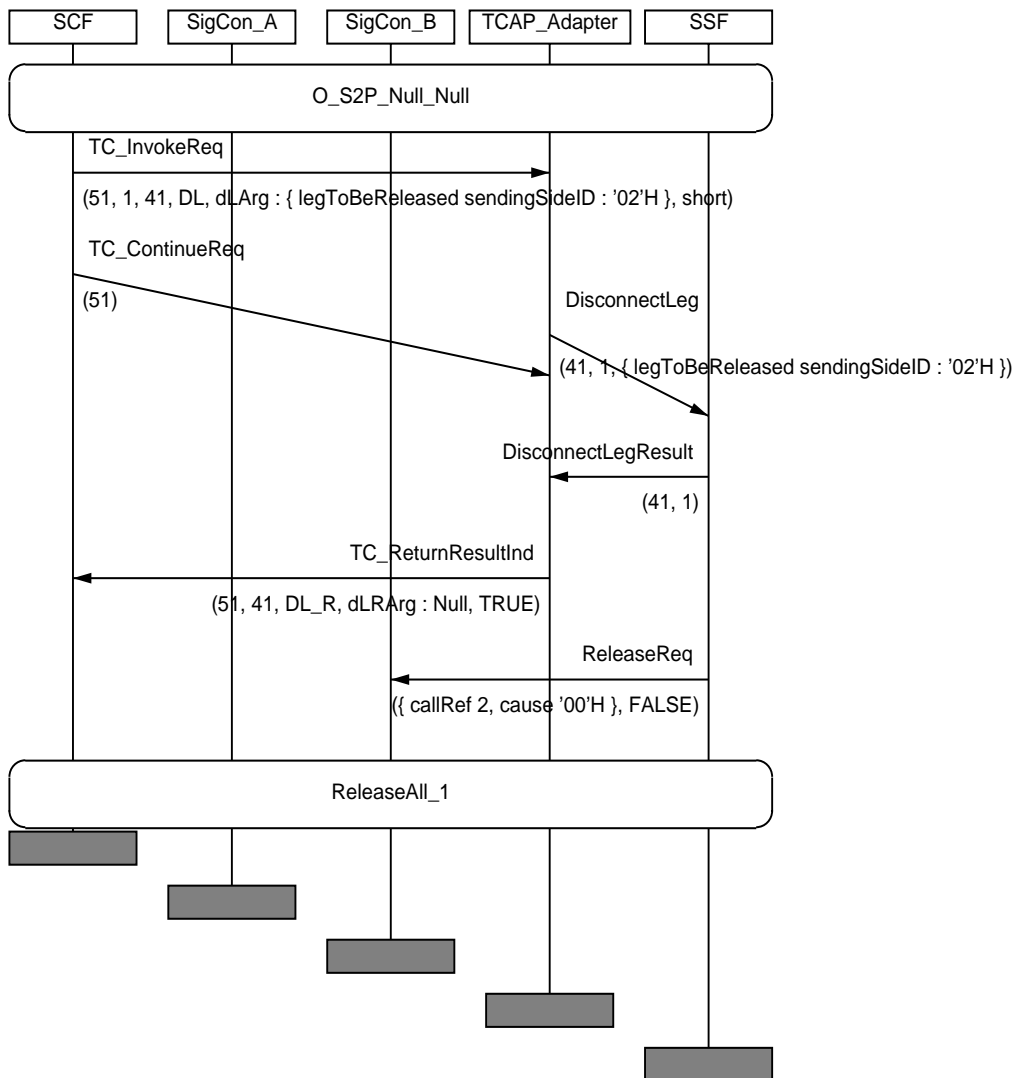 SCF SigCon_A SigCon_B TCAP_Adapter SSF
O_S2P_Null_Null
TC_InvokeReq
(51, 1, 41, DL, dLArg : { legToBeReleased sendingSideID : '02'H }, short)
TC_ContinueReq
(51)
DisconnectLeg
(41, 1, { legToBeReleased sendingSideID : '02'H })
DisconnectLegResult
(41, 1)
TC_ReturnResultInd
(51, 41, DL_R, dLRArg : Null, TRUE)
ReleaseReq
({ callRef 2, cause '00'H }, FALSE)
ReleaseAll_1